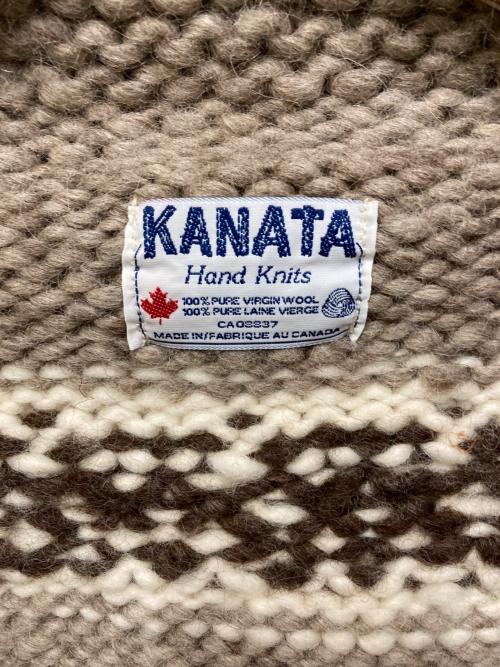 KANATA
Hand Knits
100% PURE VIRGIN WOOL
100% PURE LAINE VIERGE
CA08837
MADE IN/FABRIQUE AU CANADA